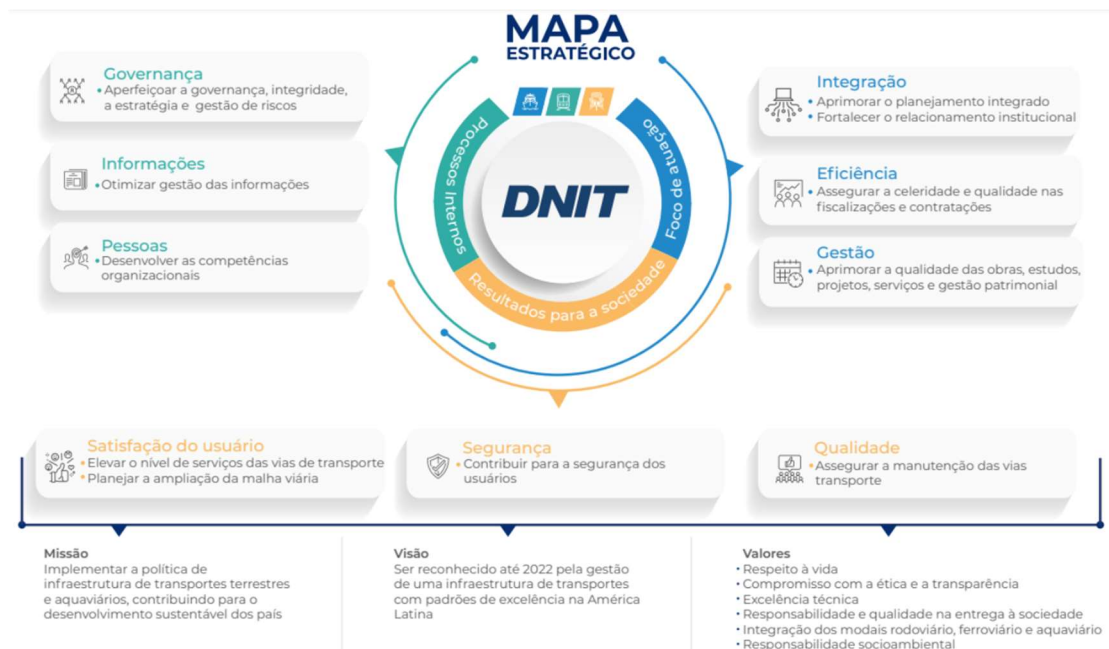 MAPA
ESTRATÉGICO
Governança
• Aperfeiçoar a governança, integridade,
a estratégia e gestão de riscos
Informações
• Otimizar gestão das informações
Pessoas
• Desenvolver as competências
organizacionais
Processos Internos
DNIT
Foco de atuação
Resultados para a sociedade
Integração
• Aprimorar o planejamento integrado
• Fortalecer o relacionamento institucional
Eficiência
• Assegurar a celeridade e qualidade nas
fiscalizações e contratações
Gestão
• Aprimorar a qualidade das obras, estudos,
projetos, serviços e gestão patrimonial
Satisfação do usuário
• Elevar o nível de serviços das vias de transporte
• Planejar a ampliação da malha viária
Segurança
• Contribuir para a segurança dos
usuários
Qualidade
• Assegurar a manutenção das vias
transporte
Missão
Implementar a política de
infraestrutura de transportes terrestres
e aquaviários, contribuindo para o
desenvolvimento sustentável dos país
Visão
Ser reconhecido até 2022 pela gestão
de uma infraestrutura de transportes
com padrões de excelência na América
Latina
Valores
• Respeito à vida
• Compromisso com a ética e a transparência
• Excelência técnica
• Responsabilidade e qualidade na entrega à sociedade
• Integração dos modais rodoviário, ferroviário e aquaviário
• Responsabilidade socioambiental